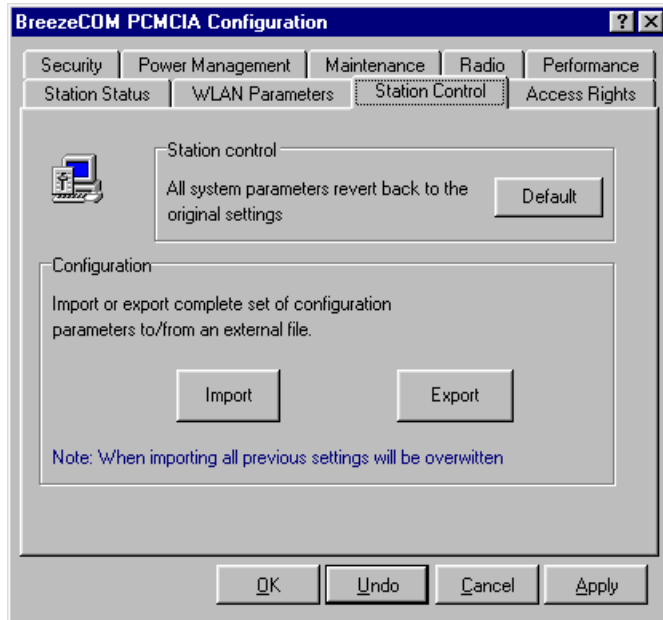 BreezeCOM PCMCIA Configuration
Security Power Management Maintenance Radio Performance
Station Status WLAN Parameters Station Control Access Rights
Station control
All system parameters revert back to the
original settings
Default
Configuration
Import or export complete set of configuration
parameters to/from an external file.
Import Export
Note: When importing all previous settings will be overwitten
OK Undo Cancel Apply